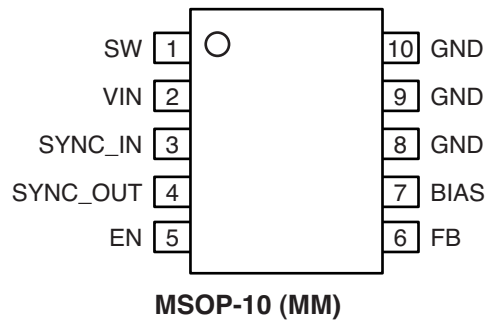 SW 1 10 GND
VIN 2 9 GND
SYNC_IN 3 8 GND
SYNC_OUT 4 7 BIAS
EN 5 6 FB
MSOP-10 (MM)